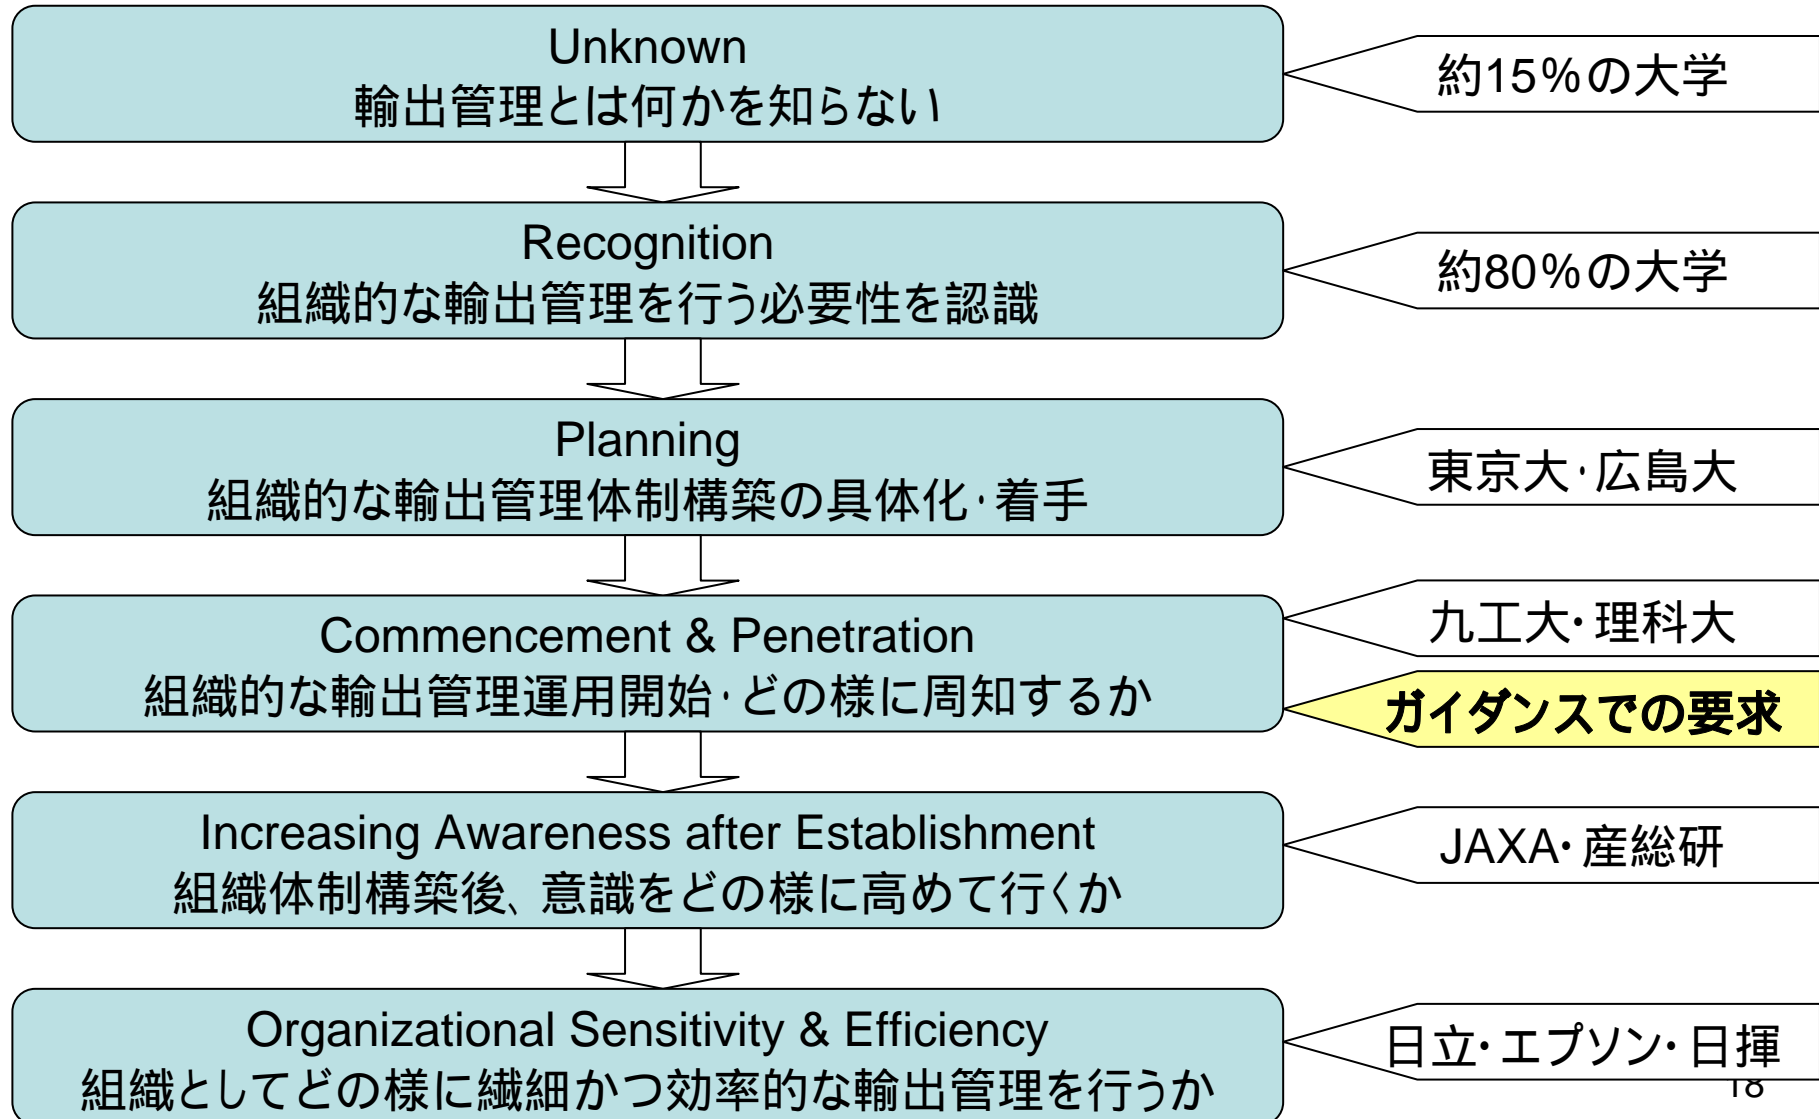 Unknown
輸出管理とは何かを知らない
約15%の大学
Recognition
組織的な輸出管理を行う必要性を認識
約80%の大学
Planning
組織的な輸出管理体制構築の具体化･着手
東京大･広島大
Commencement & Penetration
組織的な輸出管理運用開始･どの様に周知するか
九工大・理科大
ガイダンスでの要求
Increasing Awareness after Establishment
組織体制構築後、意識をどの様に高めて行くか
JAXA・産総研
Organizational Sensitivity & Efficiency
組織としてどの様に繊細かつ効率的な輸出管理を行うか
日立・エプソン・日揮
18